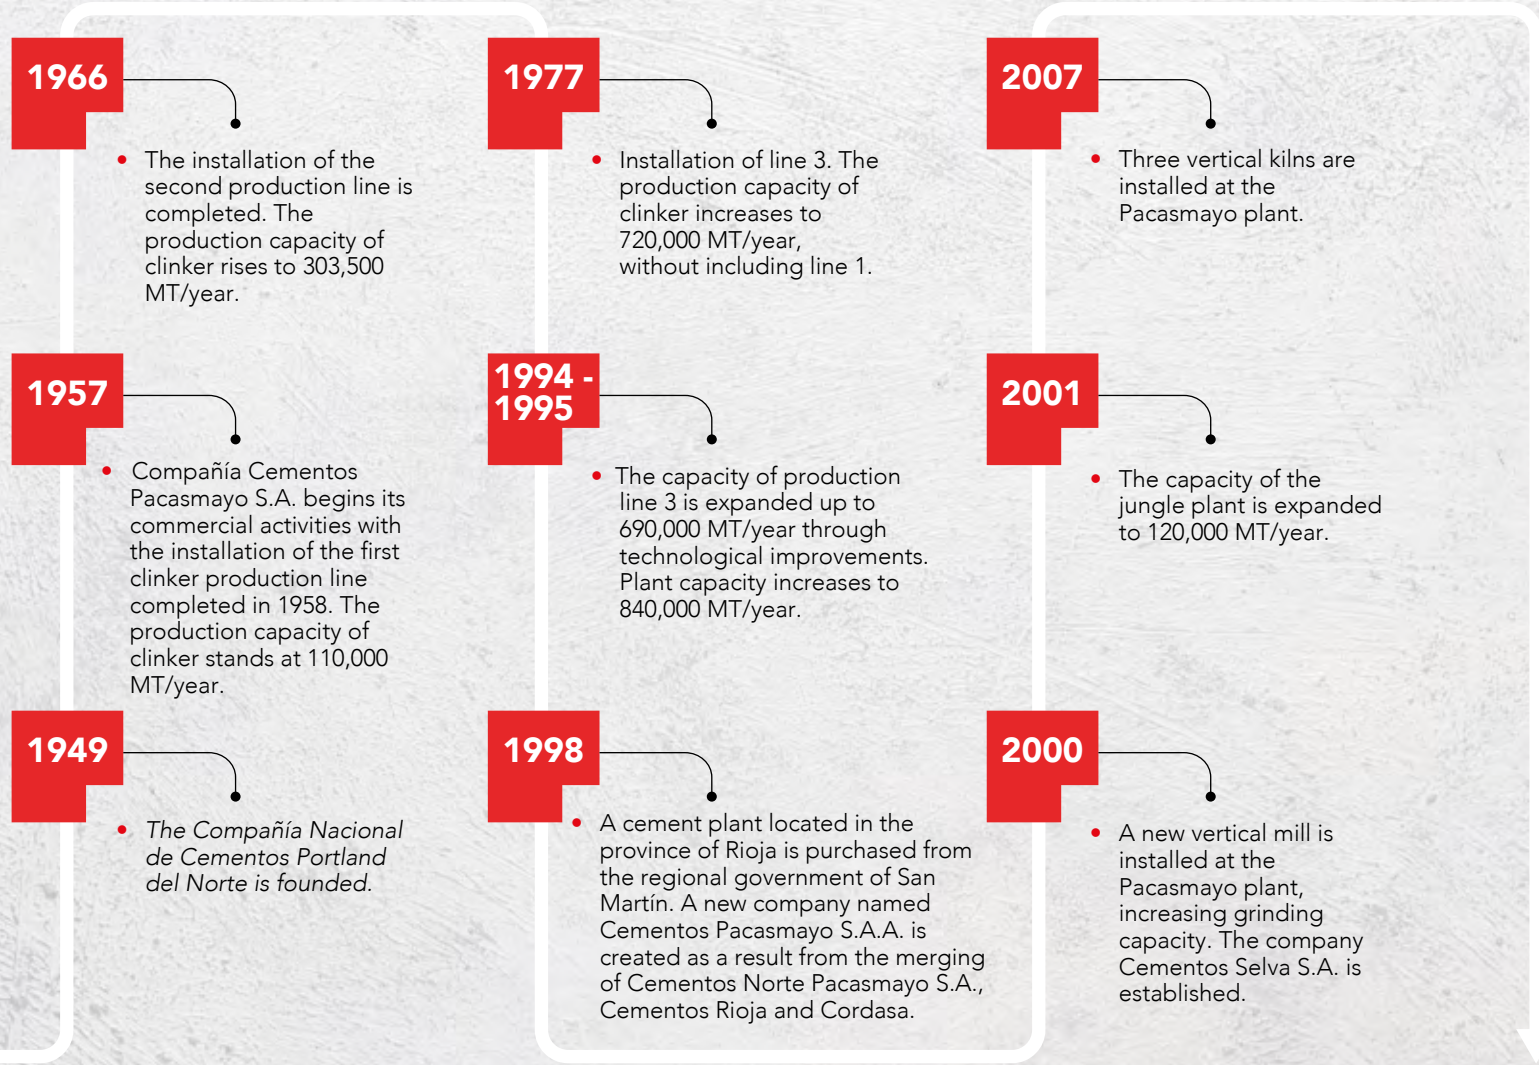 1966
The installation of the
second production line is
completed. The
production capacity of
clinker rises to 303,500
MT/year.
1957
Compañía Cementos
Pacasmayo S.A. begins its
commercial activities with
the installation of the first
clinker production line
completed in 1958. The
production capacity of
clinker stands at 110,000
MT/year.
1949
The Compañía Nacional
de Cementos Portland
del Norte is founded.
1977
Installation of line 3. The
production capacity of
clinker increases to
720,000 MT/year,
without including line 1.
1994 -
1995
The capacity of production
line 3 is expanded up to
690,000 MT/year through
technological improvements.
Plant capacity increases to
840,000 MT/year.
1998
A cement plant located in the
province of Rioja is purchased from
the regional government of San
Martín. A new company named
Cementos Pacasmayo S.A.A. is
created as a result from the merging
of Cementos Norte Pacasmayo S.A.,
Cementos Rioja and Cordasa.
2007
Three vertical kilns are
installed at the
Pacasmayo plant.
2001
The capacity of the
jungle plant is expanded
to 120,000 MT/year.
2000
A new vertical mill is
installed at the
Pacasmayo plant,
increasing grinding
capacity. The company
Cementos Selva S.A. is
established.